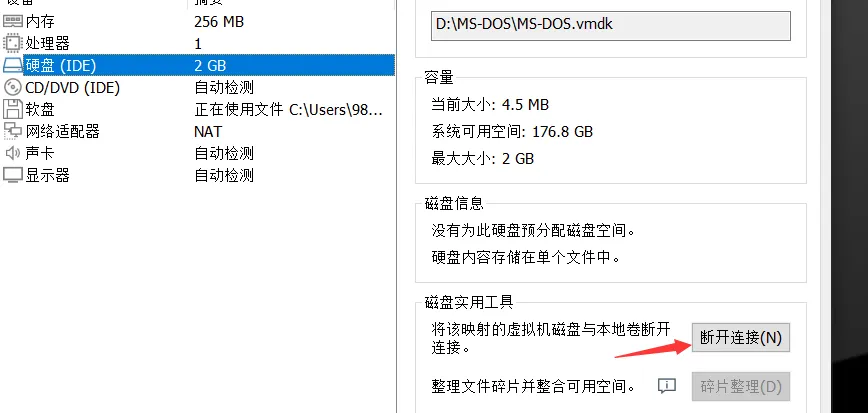 设备 摘要
内存 256 MB
处理器 1
硬盘 (IDE) 2 GB
CD/DVD (IDE) 自动检测
软盘 正在使用文件 C:\Users\98...
网络适配器 NAT
声卡 自动检测
显示器 自动检测
D:\MS-DOS\MS-DOS.vmdk
容量
当前大小: 4.5 MB
系统可用空间: 176.8 GB
最大大小: 2 GB
磁盘信息
没有为此硬盘预分配磁盘空间。
硬盘内容存储在单个文件中。
磁盘实用工具
将该映射的虚拟机磁盘与本地卷断开
连接。
断开连接(N)
整理文件碎片并整合可用空间。
碎片整理(D)